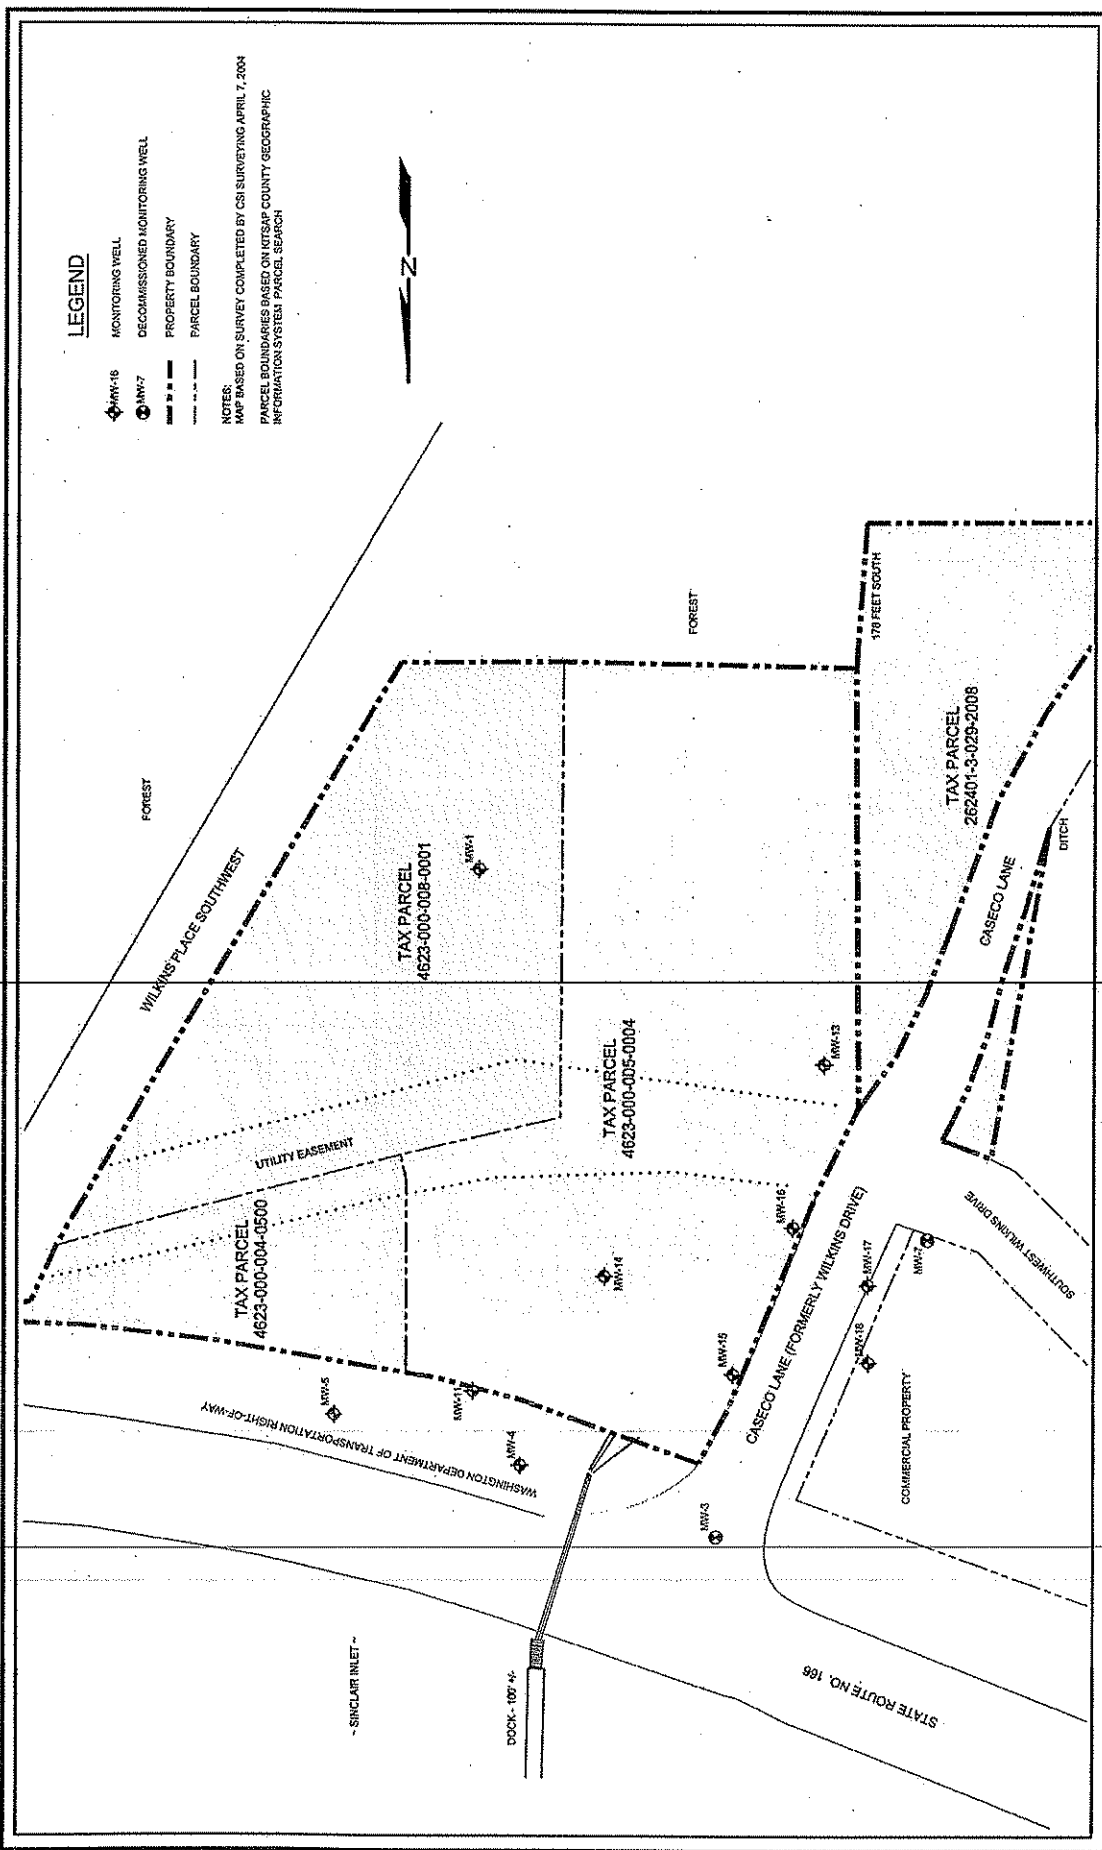 LEGEND
MW-16 MONITORING WELL
MW-7 DECOMMISSIONED MONITORING WELL
PROPERTY BOUNDARY
PARCEL BOUNDARY
NOTES:
MAP BASED ON SURVEY COMPLETED BY CSI SURVEYING APRIL 7, 2004
PARCEL BOUNDARIES BASED ON KITSAP COUNTY GEOGRAPHIC
INFORMATION SYSTEM PARCEL SEARCH
N
FOREST
WILKINS PLACE SOUTHWEST
FOREST
178 FEET SOUTH
TAX PARCEL
4623-000-008-0001
MW-1
TAX PARCEL
262401-3-029-2008
UTILITY EASEMENT
TAX PARCEL
4623-000-005-0004
MW-13
CASECO LANE
DITCH
TAX PARCEL
4623-000-004-0500
MW-14
MW-16
MW-5
MW-11
MW-4
WASHINGTON DEPARTMENT OF TRANSPORTATION RIGHT-OF-WAY
MW-15
CASECO LANE (FORMERLY WILKINS DRIVE)
MW-17
MW-7
MW-18
SOUTHWEST WILKINS DRIVE
COMMERCIAL PROPERTY
MW-3
~ SINCLAIR INLET ~
DOCK - 100' +/-
STATE ROUTE NO. 166